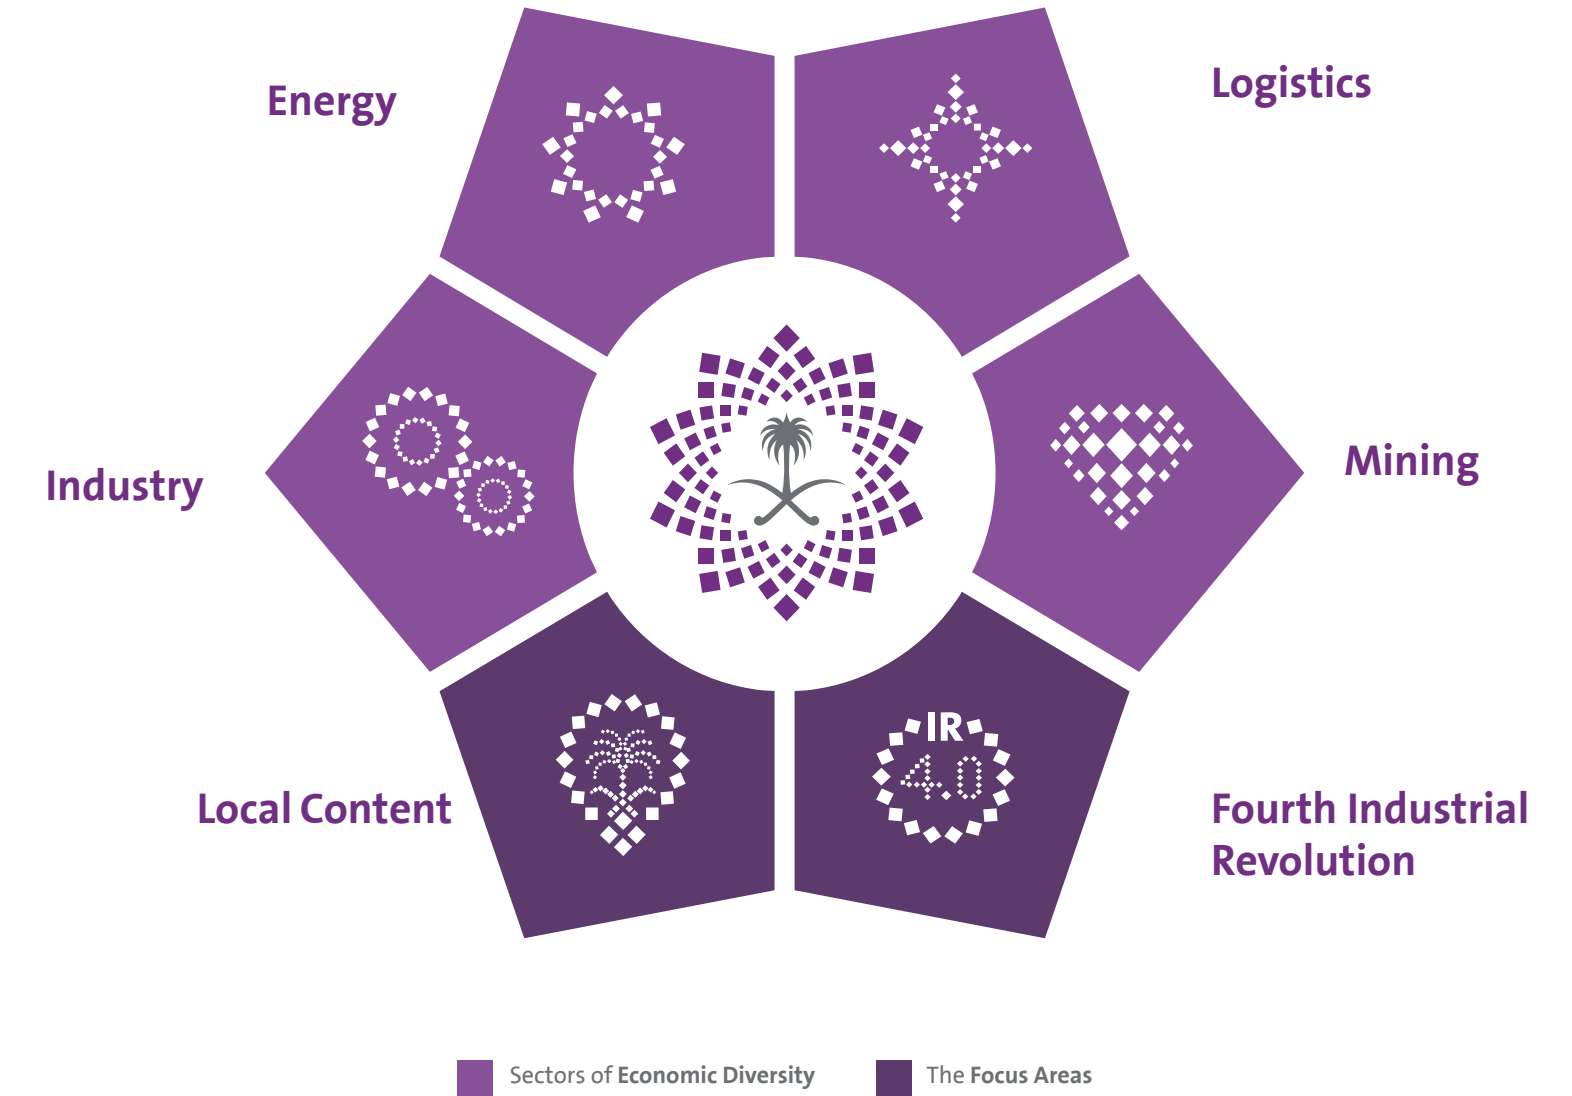 Energy
Logistics
Industry
Mining
Local Content
IR
4.0
Fourth Industrial
Revolution
Sectors of Economic Diversity
The Focus Areas